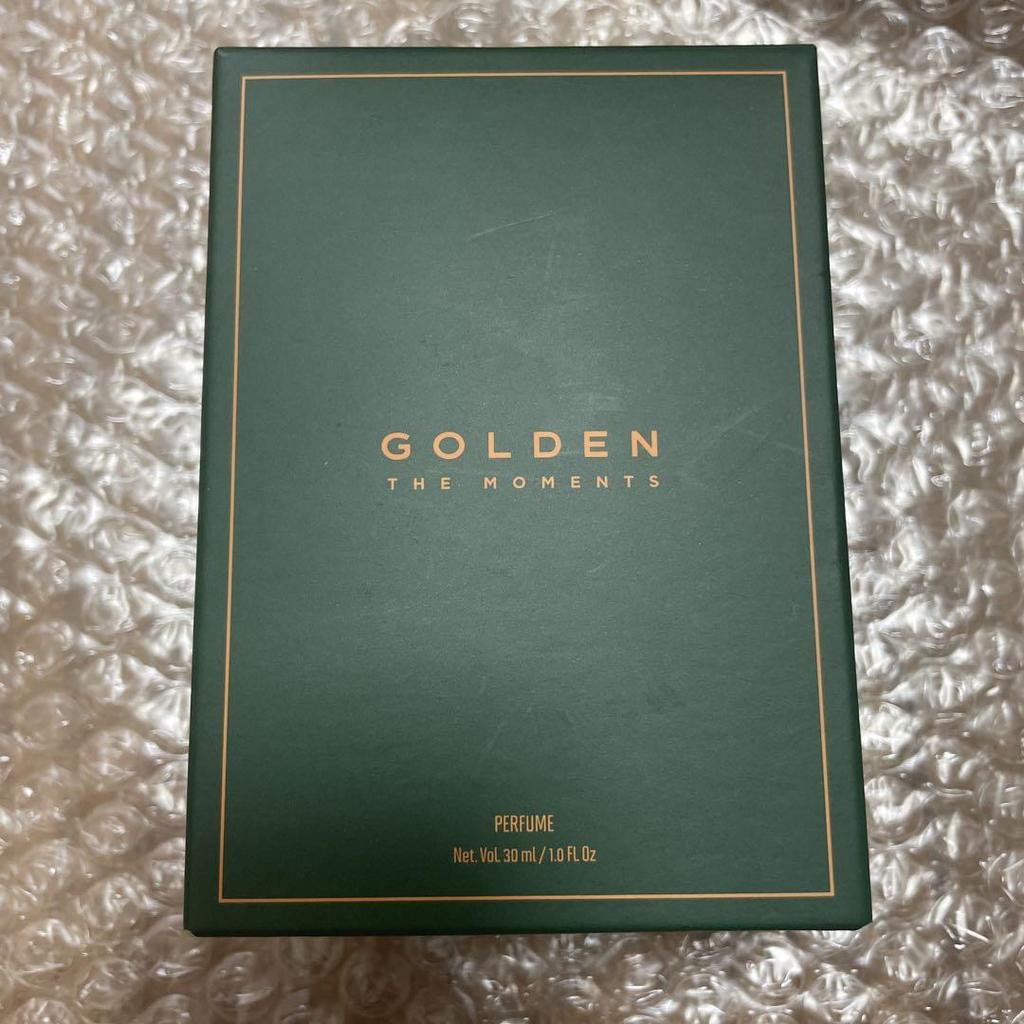 GOLDEN
THE MOMENTS
PERFUME
Net. Vol. 30 ml / 1.0 FL Oz